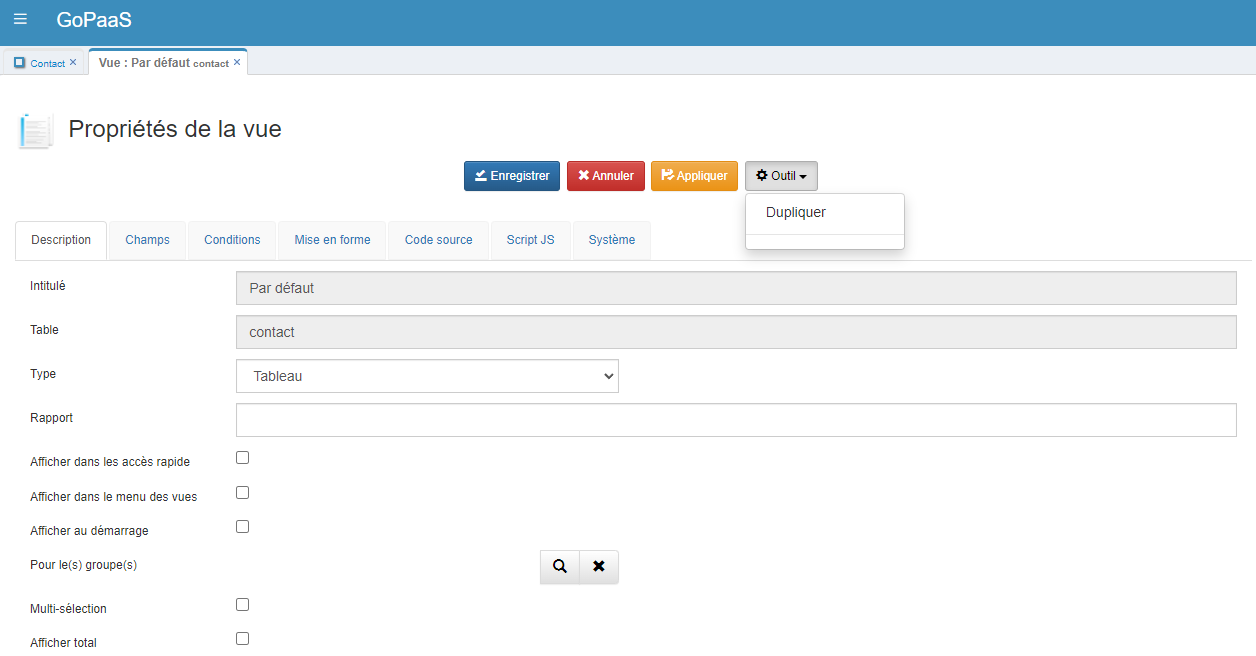 GoPaaS
Contact ×
Vue : Par défaut contact ×
Propriétés de la vue
Enregistrer Annuler Appliquer Outil
Dupliquer
Description Champs Conditions Mise en forme Code source Script JS Système
Intitulé Par défaut
Table contact
Type Tableau
Rapport
Afficher dans les accès rapide
Afficher dans le menu des vues
Afficher au démarrage
Pour le(s) groupe(s)
Multi-sélection
Afficher total